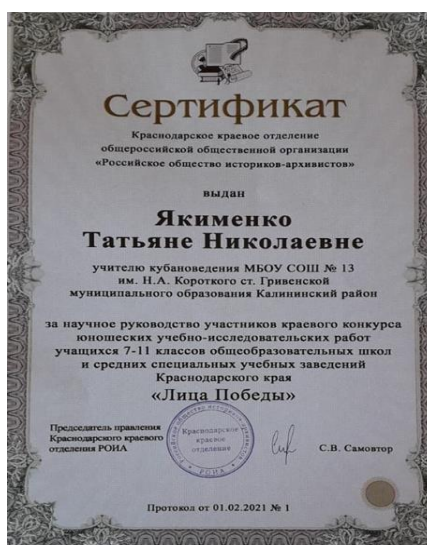 Сертификат
Краснодарское краевое отделение
общероссийской общественной организации
«Российское общество историков-архивистов»
выдан
Якименко
Татьяне Николаевне
учителю кубановедения МБОУ СОШ № 13
им. Н.А. Короткого ст. Гривенской
муниципального образования Калининский район
за научное руководство участников краевого конкурса
юношеских учебно-исследовательских работ
учащихся 7-11 классов общеобразовательных школ
и средних специальных учебных заведений
Краснодарского края
«Лица Победы»
Председатель правления
Краснодарского краевого
отделения РОИА
Краснодарское
краевое
отделение
РОИА
С.В. Самовтор
Протокол от 01.02.2021 № 1